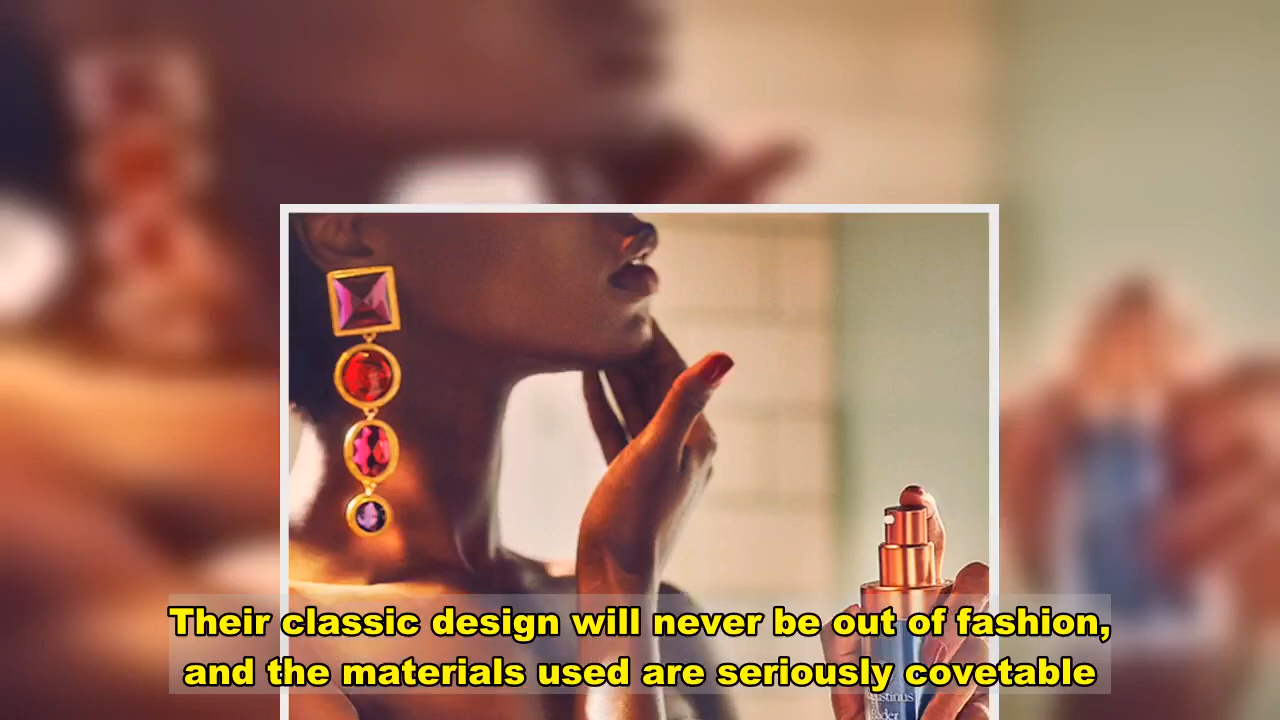 Their classic design will never be out of fashion,
and the materials used are seriously covetable